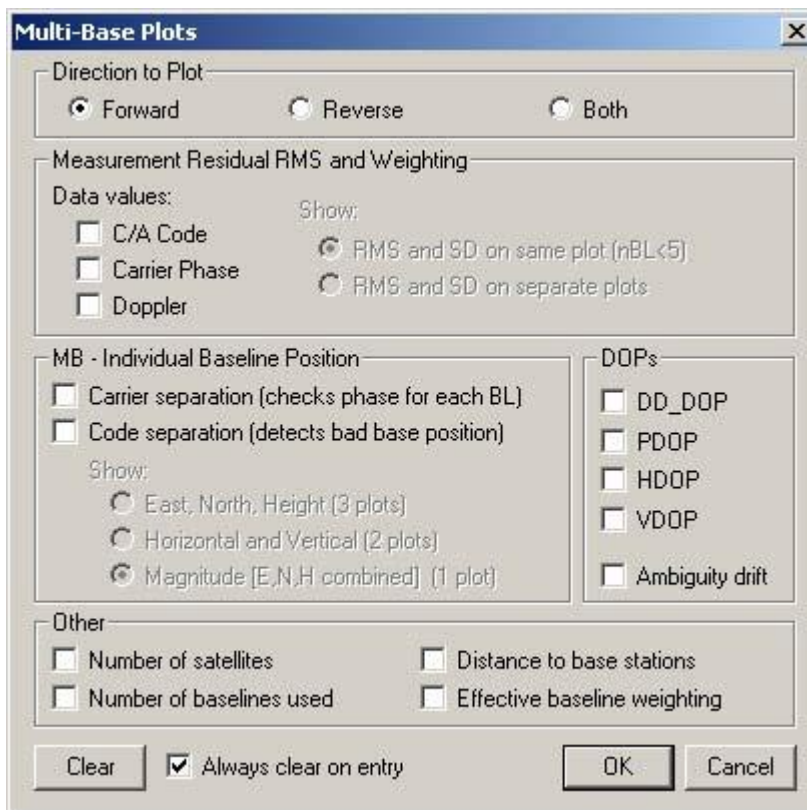 Multi-Base Plots
Direction to Plot
Forward Reverse Both
Measurement Residual RMS and Weighting
Data values:
C/A Code
Carrier Phase
Doppler
Show:
RMS and SD on same plot (nBL<5)
RMS and SD on separate plots
MB - Individual Baseline Position
Carrier separation (checks phase for each BL)
Code separation (detects bad base position)
Show:
East, North, Height (3 plots)
Horizontal and Vertical (2 plots)
Magnitude [E,N,H combined] (1 plot)
DOPs
DD_DOP
PDOP
HDOP
VDOP
Ambiguity drift
Other
Number of satellites
Number of baselines used
Distance to base stations
Effective baseline weighting
Clear Always clear on entry OK Cancel